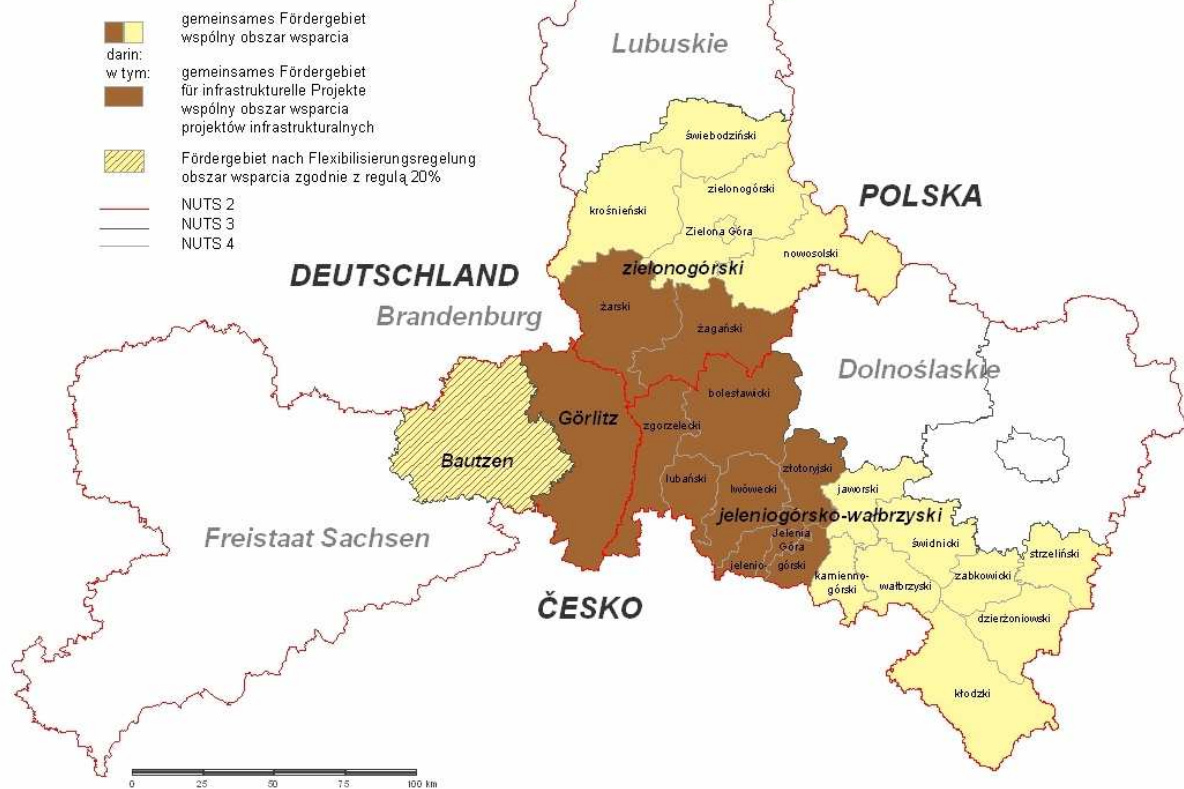 gemeinsames Fördergebiet
wspólny obszar wsparcia
darin:
w tym:
gemeinsames Fördergebiet
für infrastrukturelle Projekte
wspólny obszar wsparcia
projektów infrastrukturalnych
Fördergebiet nach Flexibilisierungsregelung
obszar wsparcia zgodnie z regulą 20%
NUTS 2
NUTS 3
NUTS 4
Lubuskie
świebodziński
zielonogórski
krośnieński
Zielona Góra
nowosolski
POLSKA
zielonogórski
DEUTSCHLAND
Brandenburg
żarski
żagański
Dolnoślaskie
bolesławicki
Görlitz
zgorzelecki
Bautzen
złotoryjski
lubański
lwówecki
jaworski
jeleniogórsko-wałbrzyski
Freistaat Sachsen
Jelenia
Góra
świdnicki
strzeliński
jelenio-
górski
kamienno-
górski
wałbrzyski
ząbkowicki
ČESKO
dzierżoniowski
kłodzki
0 25 50 75 100 km